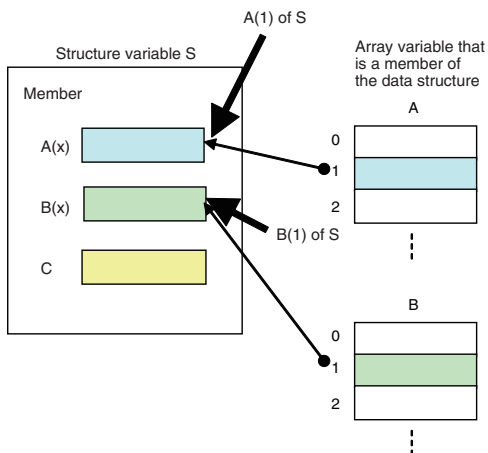 A(1) of S
Structure variable S
Array variable that
is a member of
the data structure
Member
A
A(x)
0
1
2
B(x)
B(1) of S
C
B
0
1
2